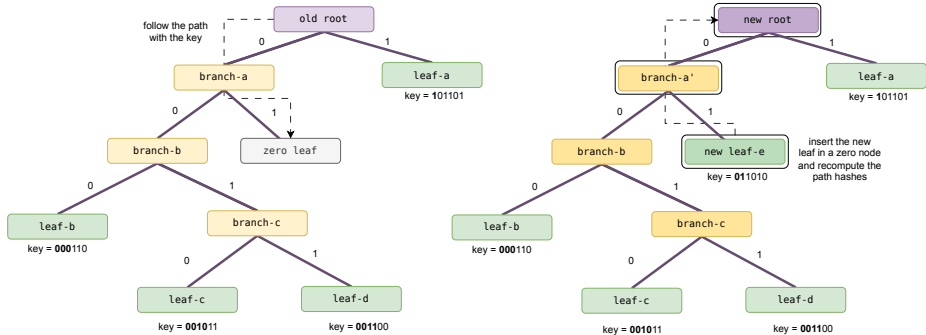 old root
follow the path
with the key
0
1
branch-a
leaf-a
key = 101101
0
1
branch-b
zero leaf
0
1
leaf-b
key = 000110
branch-c
0
1
leaf-c
leaf-d
key = 001011
key = 001100
new root
0
1
branch-a'
leaf-a
key = 101101
0
1
branch-b
new leaf-e
key = 011010
insert the new
leaf in a zero node
and recompute the
path hashes
0
1
leaf-b
key = 000110
branch-c
0
1
leaf-c
leaf-d
key = 001011
key = 001100